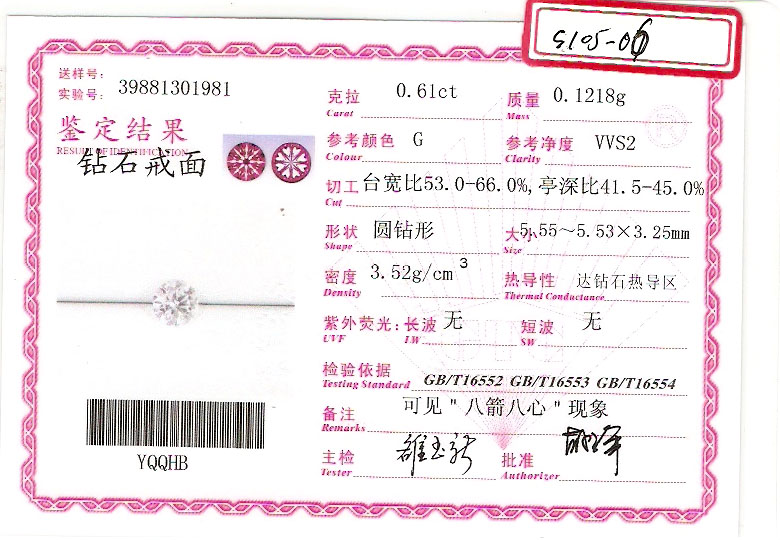 S105-06
送样号:
实验号: 39881301981
鉴定结果
RESULT OF IDENTIFICATION
钻石戒面
克拉 0.61ct 质量 0.1218g
Carat Mass
参考颜色 G 参考净度 VVS2
Colour Clarity
切工 台宽比53.0-66.0%,亭深比41.5-45.0%
Cut
形状 圆钻形 大小 5.55～5.53×3.25mm
Shape Size
密度 3.52g/cm³ 热导性 达钻石热导区
Density Thermal Conductance
紫外荧光: 长波 无 短波 无
UVF LW SW
检验依据
Testing Standard GB/T16552 GB/T16553 GB/T16554
备注 可见"八箭八心"现象
Remarks
主检 批准
Tester Authorizer
YQQHB